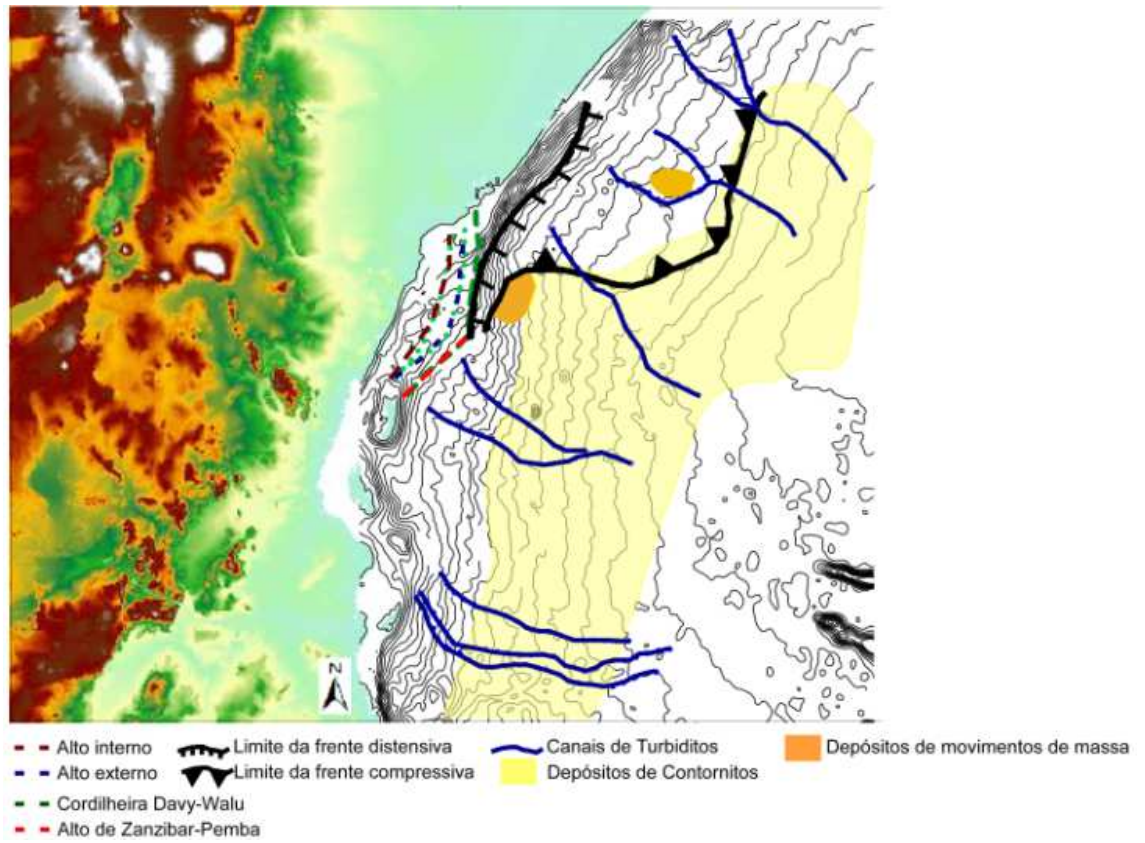 N
Alto interno
Limite da frente distensiva
Canais de Turbiditos
Depósitos de movimentos de massa
Alto externo
Limite da frente compressiva
Depósitos de Contornitos
Cordilheira Davy-Walu
Alto de Zanzibar-Pemba